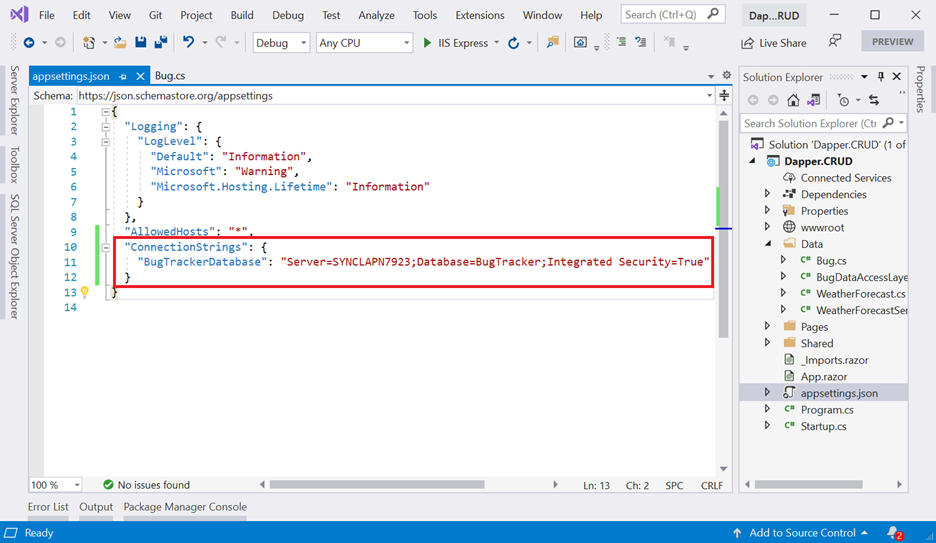 File Edit View Git Project Build Debug Test Analyze Tools Extensions Window Help Search (Ctrl+Q) Dap...RUD
Debug Any CPU IIS Express Live Share PREVIEW
Server Explorer
Toolbox
SQL Server Object Explorer
appsettings.json Bug.cs
Schema: https://json.schemastore.org/appsettings
1 {
2 "Logging": {
3 "LogLevel": {
4 "Default": "Information",
5 "Microsoft": "Warning",
6 "Microsoft.Hosting.Lifetime": "Information"
7 }
8 },
9 "AllowedHosts": "*",
10 "ConnectionStrings": {
11 "BugTrackerDatabase": "Server=SYNCLAPN7923;Database=BugTracker;Integrated Security=True"
12 }
13 }
14
100 % No issues found Ln: 13 Ch: 2 SPC CRLF
Solution Explorer
Search Solution Explorer (Ctr
Solution 'Dapper.CRUD' (1 of
Dapper.CRUD
Connected Services
Dependencies
Properties
wwwroot
Data
Bug.cs
BugDataAccessLaye
WeatherForecast.cs
WeatherForecastSer
Pages
Shared
_Imports.razor
App.razor
appsettings.json
Program.cs
Startup.cs
Properties
Error List Output Package Manager Console
Ready Add to Source Control 2